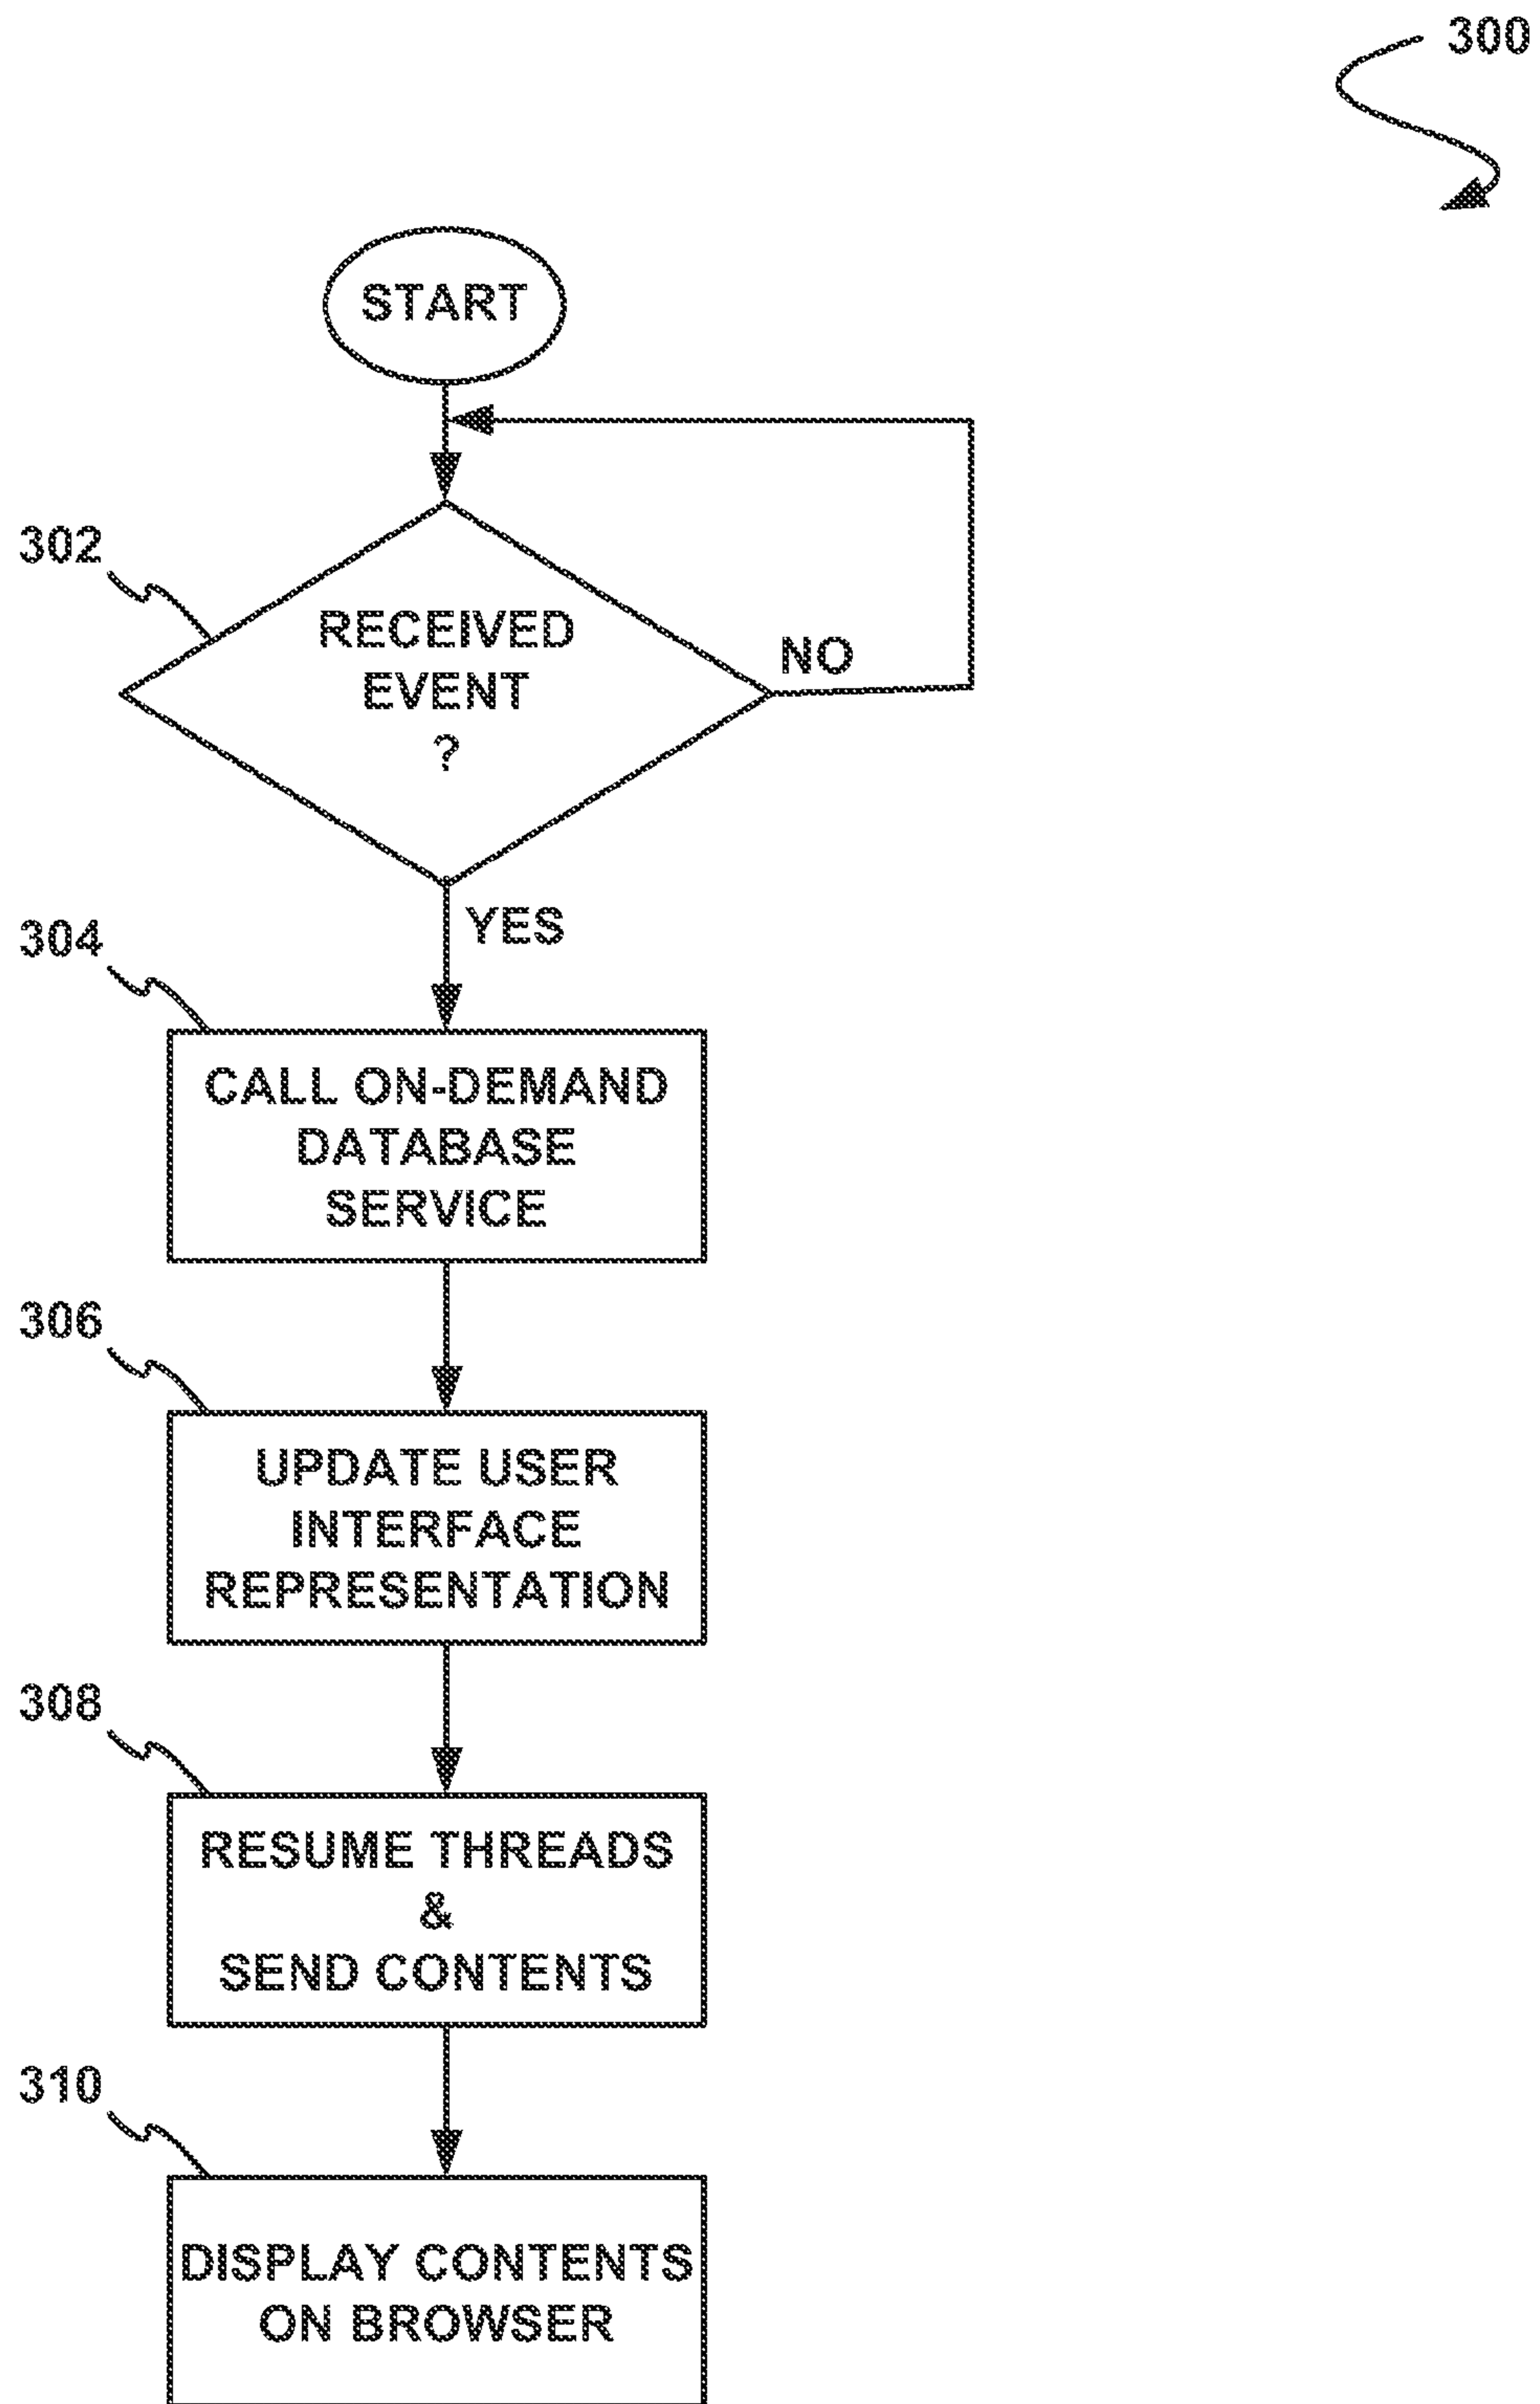 300
START
302
RECEIVED
EVENT
?
NO
YES
304
CALL ON-DEMAND
DATABASE
SERVICE
306
UPDATE USER
INTERFACE
REPRESENTATION
308
RESUME THREADS
&
SEND CONTENTS
310
DISPLAY CONTENTS
ON BROWSER